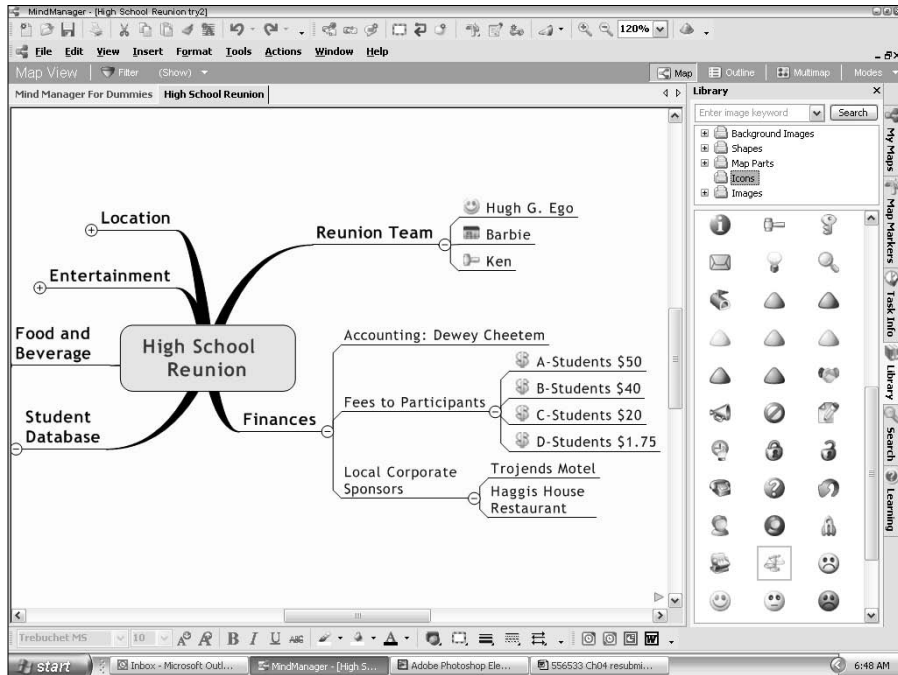 MindManager - [High School Reunion try2]
120%
File Edit View Insert Format Tools Actions Window Help
Map View Filter (Show) Map Outline Multimap Modes
Mind Manager For Dummies High School Reunion
Library
Enter image keyword Search
Background Images
Shapes
Map Parts
Icons
Images
My Maps
Map Markers
Task Info
Library
Search
Learning
Location
Entertainment
Food and
Beverage
Student
Database
High School
Reunion
Reunion Team
Hugh G. Ego
Barbie
Ken
Finances
Accounting: Dewey Cheetem
Fees to Participants
A-Students $50
B-Students $40
C-Students $20
D-Students $1.75
Local Corporate
Sponsors
Trojends Motel
Haggis House
Restaurant
Trebuchet MS 10 B I U ABC
start Inbox - Microsoft Outl... MindManager - [High S... Adobe Photoshop Ele... 556533 Ch04 resubmi... 6:48 AM